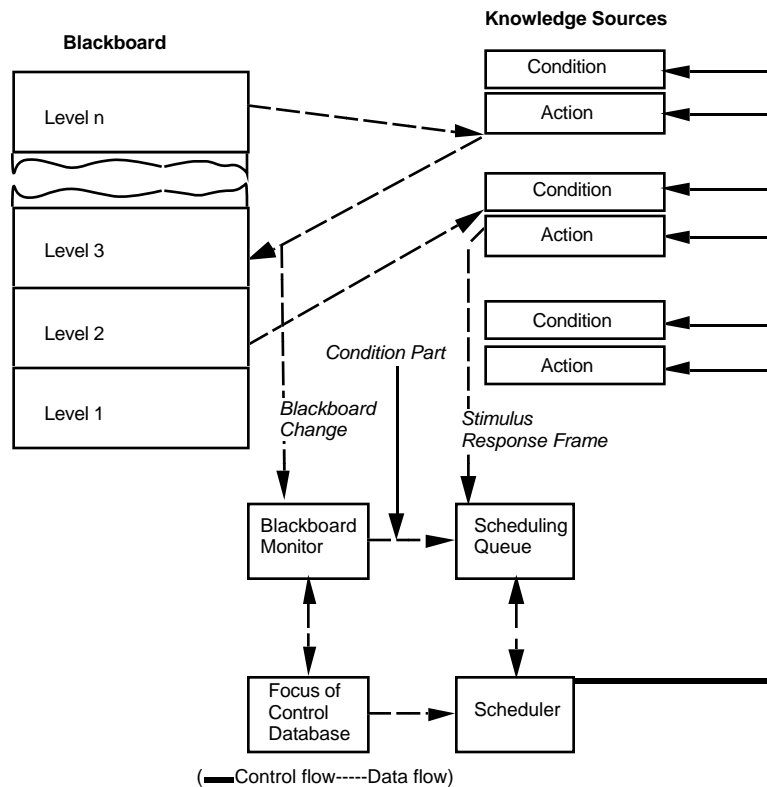 Knowledge Sources
Blackboard
Condition
Level n
Action
Condition
Action
Level 3
Condition
Level 2
Condition Part
Action
Level 1
Blackboard
Change
Stimulus
Response Frame
Blackboard
Monitor
Scheduling
Queue
Focus of
Control
Database
Scheduler
(Control flow-----Data flow)